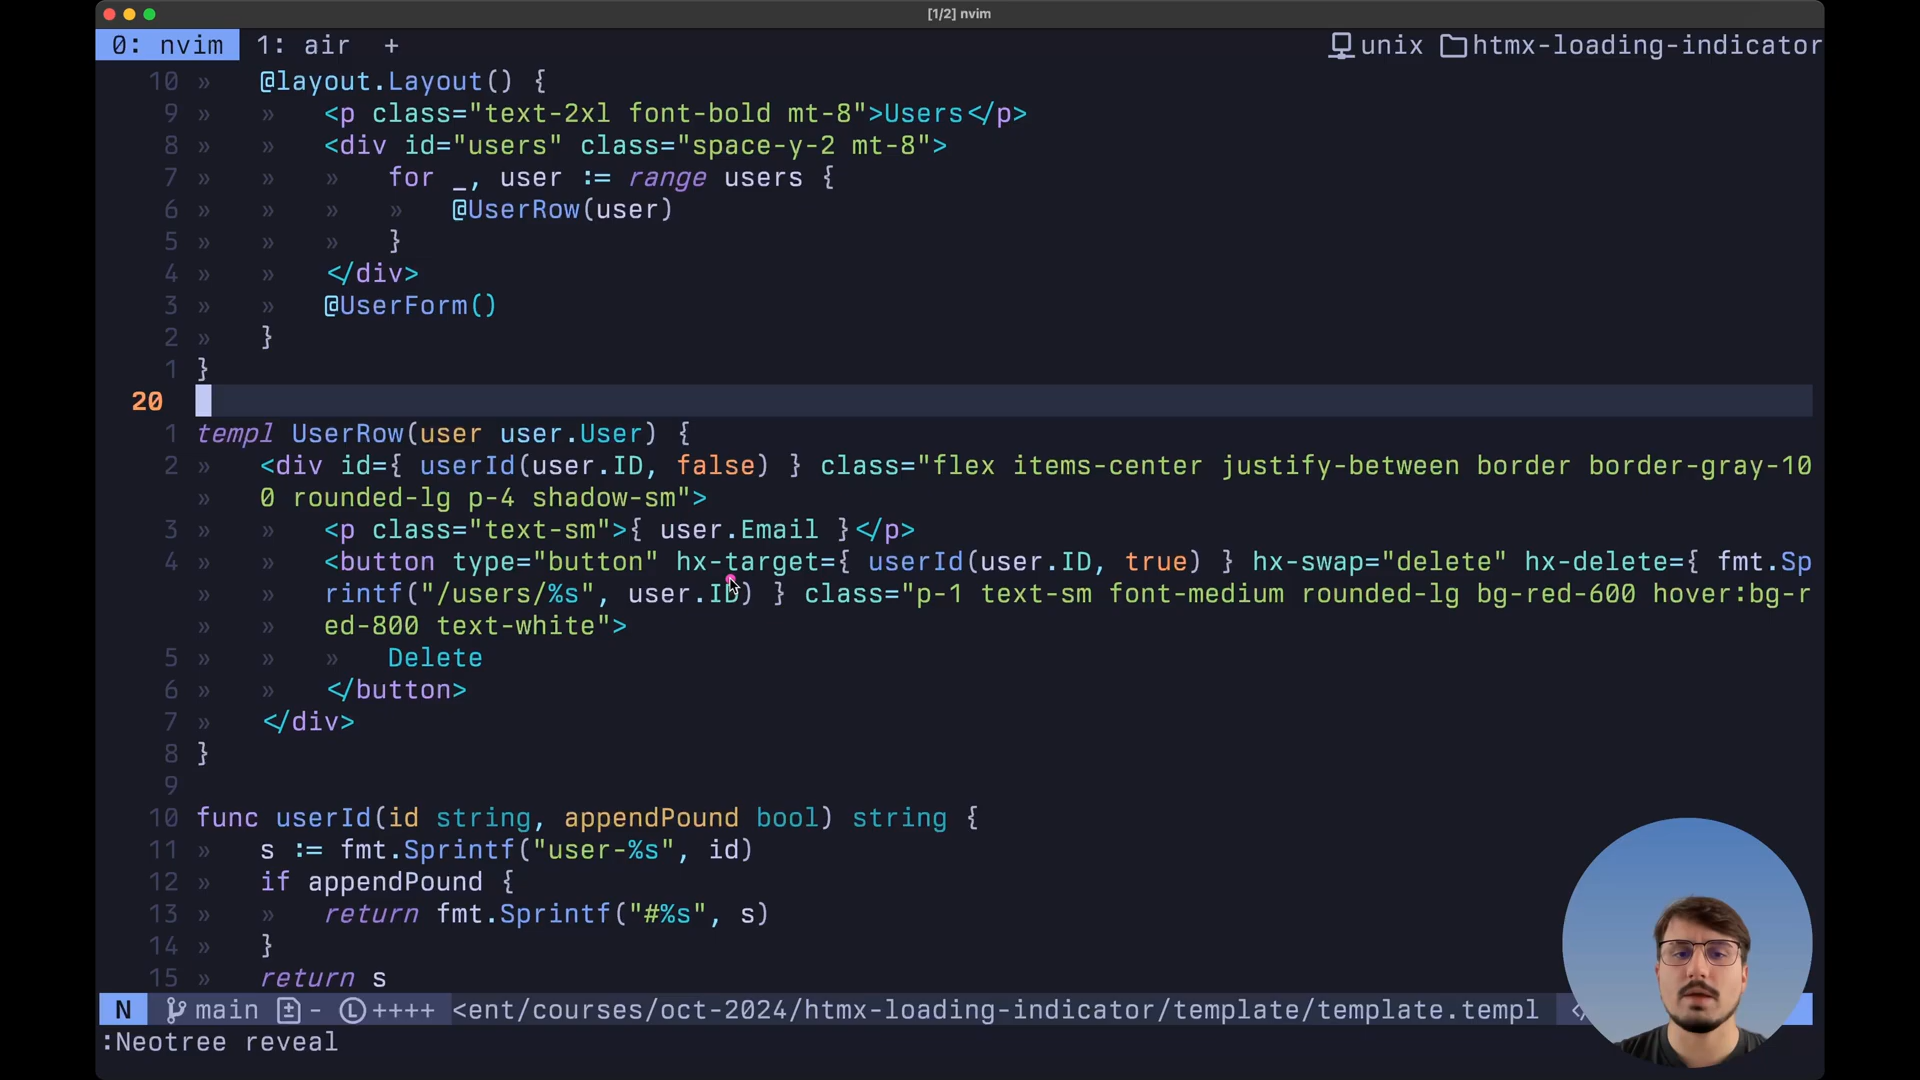 [1/2] nvim
0: nvim 1: air + unix htmx-loading-indicator
10 » @layout.Layout() {
9 » » <p class="text-2xl font-bold mt-8">Users</p>
8 » » <div id="users" class="space-y-2 mt-8">
7 » » » for _, user := range users {
6 » » » » @UserRow(user)
5 » » » }
4 » » </div>
3 » » @UserForm()
2 » }
1 }
20
1 templ UserRow(user user.User) {
2 » <div id={ userId(user.ID, false) } class="flex items-center justify-between border border-gray-10
» 0 rounded-lg p-4 shadow-sm">
3 » » <p class="text-sm">{ user.Email }</p>
4 » » <button type="button" hx-target={ userId(user.ID, true) } hx-swap="delete" hx-delete={ fmt.Sp
» » rintf("/users/%s", user.ID) } class="p-1 text-sm font-medium rounded-lg bg-red-600 hover:bg-r
» » ed-800 text-white">
5 » » » Delete
6 » » </button>
7 » </div>
8 }
9
10 func userId(id string, appendPound bool) string {
11 » s := fmt.Sprintf("user-%s", id)
12 » if appendPound {
13 » » return fmt.Sprintf("#%s", s)
14 » }
15 » return s
N main - L ++++ <ent/courses/oct-2024/htmx-loading-indicator/template/template.templ
:Neotree reveal